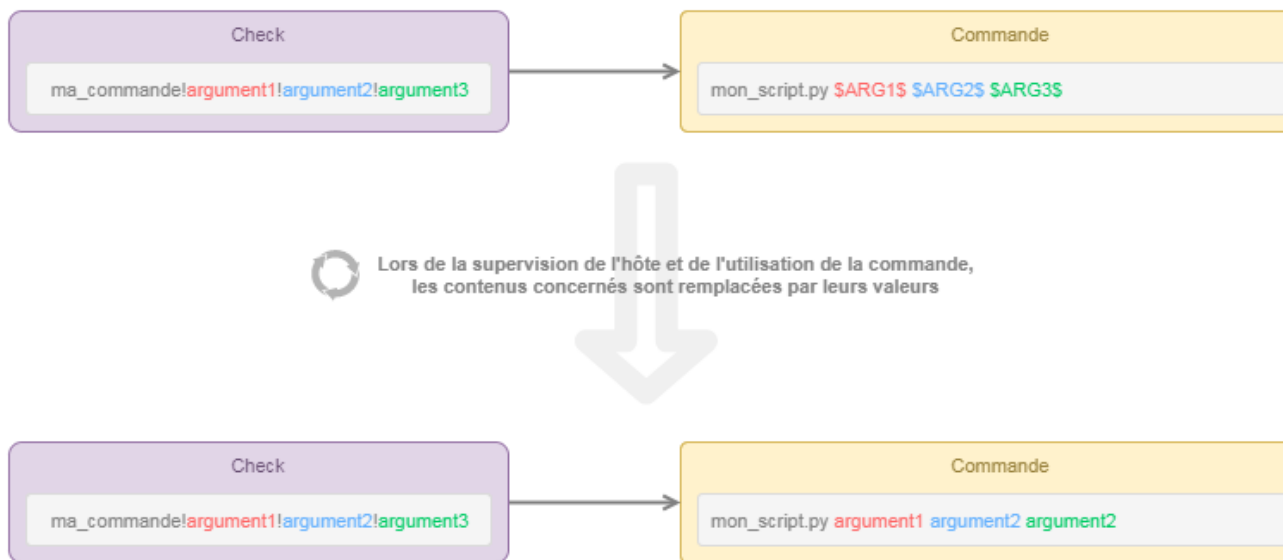 Check
Commande
ma_commande!argument1!argument2!argument3
mon_script.py $ARG1$ $ARG2$ $ARG3$
Lors de la supervision de l'hôte et de l'utilisation de la commande,
les contenus concernés sont remplacées par leurs valeurs
Check
Commande
ma_commande!argument1!argument2!argument3
mon_script.py argument1 argument2 argument2